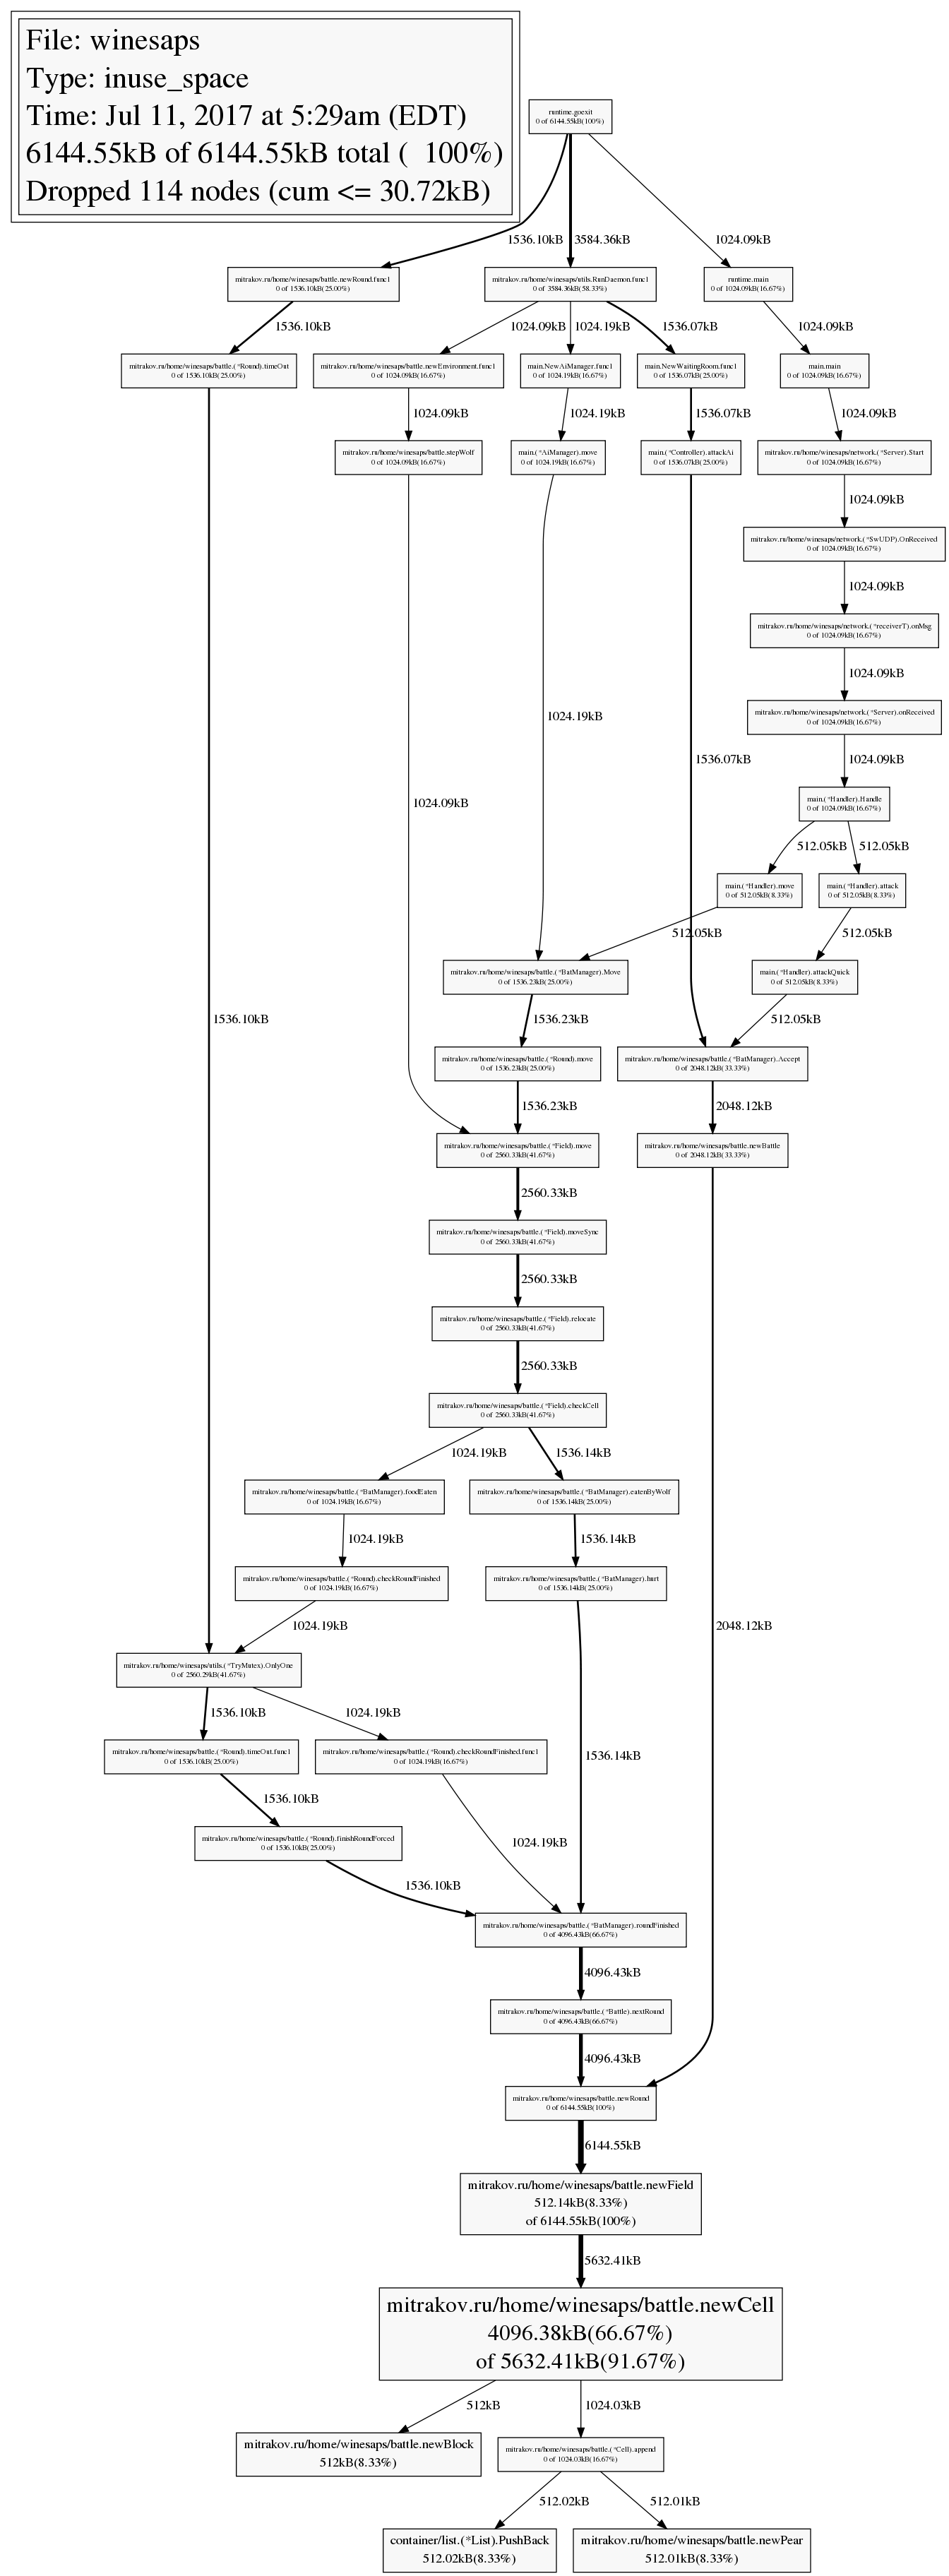 File: winesaps
Type: inuse_space
Time: Jul 11, 2017 at 5:29am (EDT)
6144.55kB of 6144.55kB total ( 100%)
Dropped 114 nodes (cum <= 30.72kB)
runtime.goexit
0 of 6144.55kB(100%)
1536.10kB
3584.36kB
1024.09kB
mitrakov.ru/home/winesaps/battle.newRound.func1
0 of 1536.10kB(25.00%)
mitrakov.ru/home/winesaps/utils.RunDaemon.func1
0 of 3584.36kB(58.33%)
runtime.main
0 of 1024.09kB(16.67%)
1536.10kB
1024.09kB
1024.19kB
1536.07kB
1024.09kB
mitrakov.ru/home/winesaps/battle.(*Round).timeOut
0 of 1536.10kB(25.00%)
mitrakov.ru/home/winesaps/battle.newEnvironment.func1
0 of 1024.09kB(16.67%)
main.NewAiManager.func1
0 of 1024.19kB(16.67%)
main.NewWaitingRoom.func1
0 of 1536.07kB(25.00%)
main.main
0 of 1024.09kB(16.67%)
1024.09kB
1024.19kB
1536.07kB
1024.09kB
mitrakov.ru/home/winesaps/battle.stepWolf
0 of 1024.09kB(16.67%)
main.(*AiManager).move
0 of 1024.19kB(16.67%)
main.(*Controller).attackAi
0 of 1536.07kB(25.00%)
mitrakov.ru/home/winesaps/network.(*Server).Start
0 of 1024.09kB(16.67%)
1024.09kB
mitrakov.ru/home/winesaps/network.(*SwUDP).OnReceived
0 of 1024.09kB(16.67%)
1024.09kB
mitrakov.ru/home/winesaps/network.(*receiverT).onMsg
0 of 1024.09kB(16.67%)
1024.09kB
mitrakov.ru/home/winesaps/network.(*Server).onReceived
0 of 1024.09kB(16.67%)
1024.19kB
1536.07kB
1024.09kB
1024.09kB
main.(*Handler).Handle
0 of 1024.09kB(16.67%)
512.05kB
512.05kB
main.(*Handler).move
0 of 512.05kB(8.33%)
main.(*Handler).attack
0 of 512.05kB(8.33%)
512.05kB
512.05kB
mitrakov.ru/home/winesaps/battle.(*BatManager).Move
0 of 1536.23kB(25.00%)
main.(*Handler).attackQuick
0 of 512.05kB(8.33%)
1536.10kB
1536.23kB
512.05kB
mitrakov.ru/home/winesaps/battle.(*Round).move
0 of 1536.23kB(25.00%)
mitrakov.ru/home/winesaps/battle.(*BatManager).Accept
0 of 2048.12kB(33.33%)
1536.23kB
2048.12kB
mitrakov.ru/home/winesaps/battle.(*Field).move
0 of 2560.33kB(41.67%)
mitrakov.ru/home/winesaps/battle.newBattle
0 of 2048.12kB(33.33%)
2560.33kB
mitrakov.ru/home/winesaps/battle.(*Field).moveSync
0 of 2560.33kB(41.67%)
2560.33kB
mitrakov.ru/home/winesaps/battle.(*Field).relocate
0 of 2560.33kB(41.67%)
2560.33kB
mitrakov.ru/home/winesaps/battle.(*Field).checkCell
0 of 2560.33kB(41.67%)
1024.19kB
1536.14kB
mitrakov.ru/home/winesaps/battle.(*BatManager).foodEaten
0 of 1024.19kB(16.67%)
mitrakov.ru/home/winesaps/battle.(*BatManager).eatenByWolf
0 of 1536.14kB(25.00%)
1024.19kB
1536.14kB
mitrakov.ru/home/winesaps/battle.(*Round).checkRoundFinished
0 of 1024.19kB(16.67%)
mitrakov.ru/home/winesaps/battle.(*BatManager).hurt
0 of 1536.14kB(25.00%)
1024.19kB
2048.12kB
mitrakov.ru/home/winesaps/utils.(*TryMutex).OnlyOne
0 of 2560.29kB(41.67%)
1536.10kB
1024.19kB
mitrakov.ru/home/winesaps/battle.(*Round).timeOut.func1
0 of 1536.10kB(25.00%)
mitrakov.ru/home/winesaps/battle.(*Round).checkRoundFinished.func1
0 of 1024.19kB(16.67%)
1536.14kB
1536.10kB
mitrakov.ru/home/winesaps/battle.(*Round).finishRoundForced
0 of 1536.10kB(25.00%)
1024.19kB
1536.10kB
mitrakov.ru/home/winesaps/battle.(*BatManager).roundFinished
0 of 4096.43kB(66.67%)
4096.43kB
mitrakov.ru/home/winesaps/battle.(*Battle).nextRound
0 of 4096.43kB(66.67%)
4096.43kB
mitrakov.ru/home/winesaps/battle.newRound
0 of 6144.55kB(100%)
6144.55kB
mitrakov.ru/home/winesaps/battle.newField
512.14kB(8.33%)
of 6144.55kB(100%)
5632.41kB
mitrakov.ru/home/winesaps/battle.newCell
4096.38kB(66.67%)
of 5632.41kB(91.67%)
512kB
1024.03kB
mitrakov.ru/home/winesaps/battle.newBlock
512kB(8.33%)
mitrakov.ru/home/winesaps/battle.(*Cell).append
0 of 1024.03kB(16.67%)
512.02kB
512.01kB
container/list.(*List).PushBack
512.02kB(8.33%)
mitrakov.ru/home/winesaps/battle.newPear
512.01kB(8.33%)